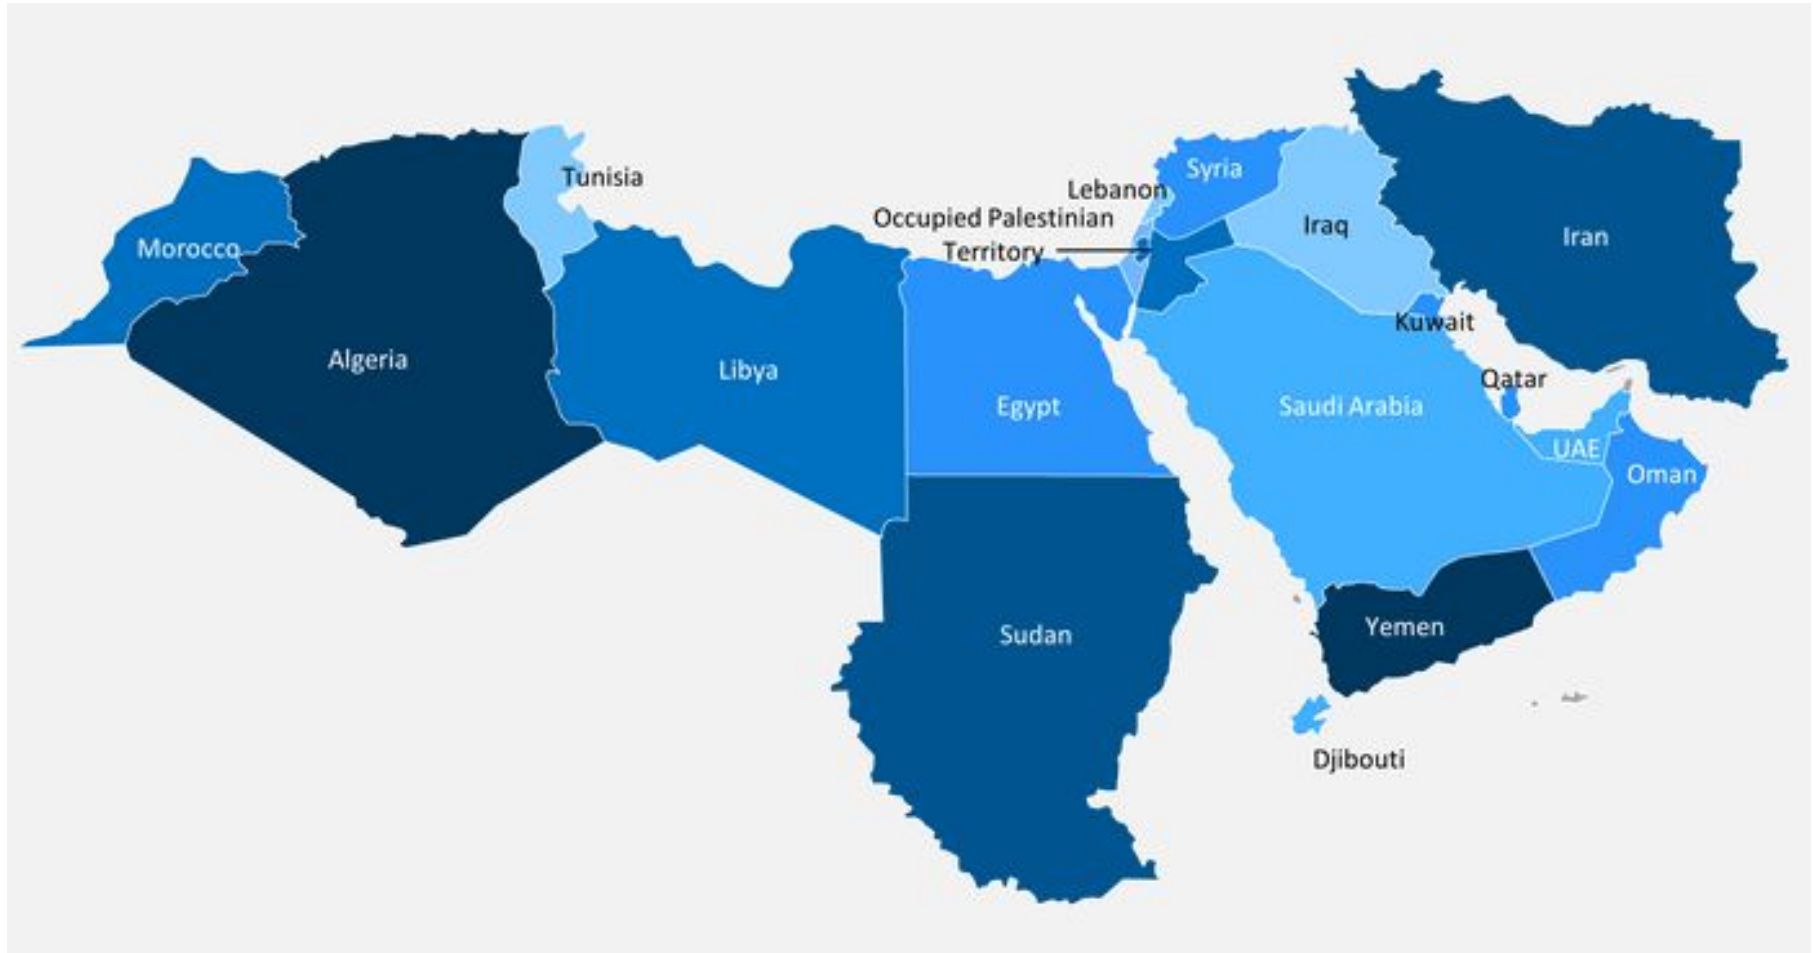 Tunisia
Syria
Lebanon
Occupied Palestinian
Territory
Iraq
Iran
Morocco
Kuwait
Algeria
Libya
Qatar
Egypt
Saudi Arabia
UAE
Oman
Sudan
Yemen
Djibouti